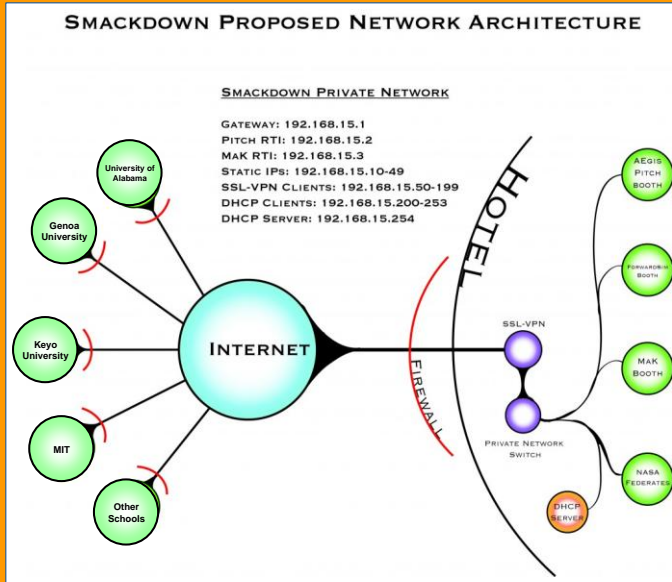 SMACKDOWN PROPOSED NETWORK ARCHITECTURE
SMACKDOWN PRIVATE NETWORK
GATEWAY: 192.168.15.1
PITCH RTI: 192.168.15.2
MAK RTI: 192.168.15.3
STATIC IPS: 192.168.15.10-49
SSL-VPN CLIENTS: 192.168.15.50-199
DHCP CLIENTS: 192.168.15.200-253
DHCP SERVER: 192.168.15.254
University of
Alabama
Genoa
University
Keyo
University
MIT
Other
Schools
INTERNET
FIREWALL
HOTEL
SSL-VPN
PRIVATE NETWORK
SWITCH
AEGIS
PITCH
BOOTH
FORWARDSIM
BOOTH
MAK
BOOTH
NASA
FEDERATES
DHCP
SERVER